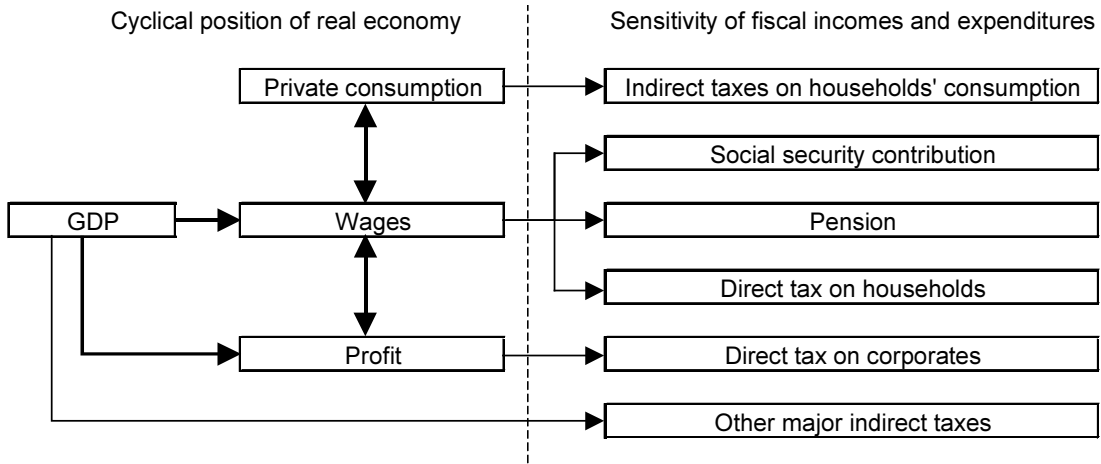 Cyclical position of real economy
Sensitivity of fiscal incomes and expenditures
Private consumption
Indirect taxes on households' consumption
Social security contribution
GDP
Wages
Pension
Direct tax on households
Profit
Direct tax on corporates
Other major indirect taxes